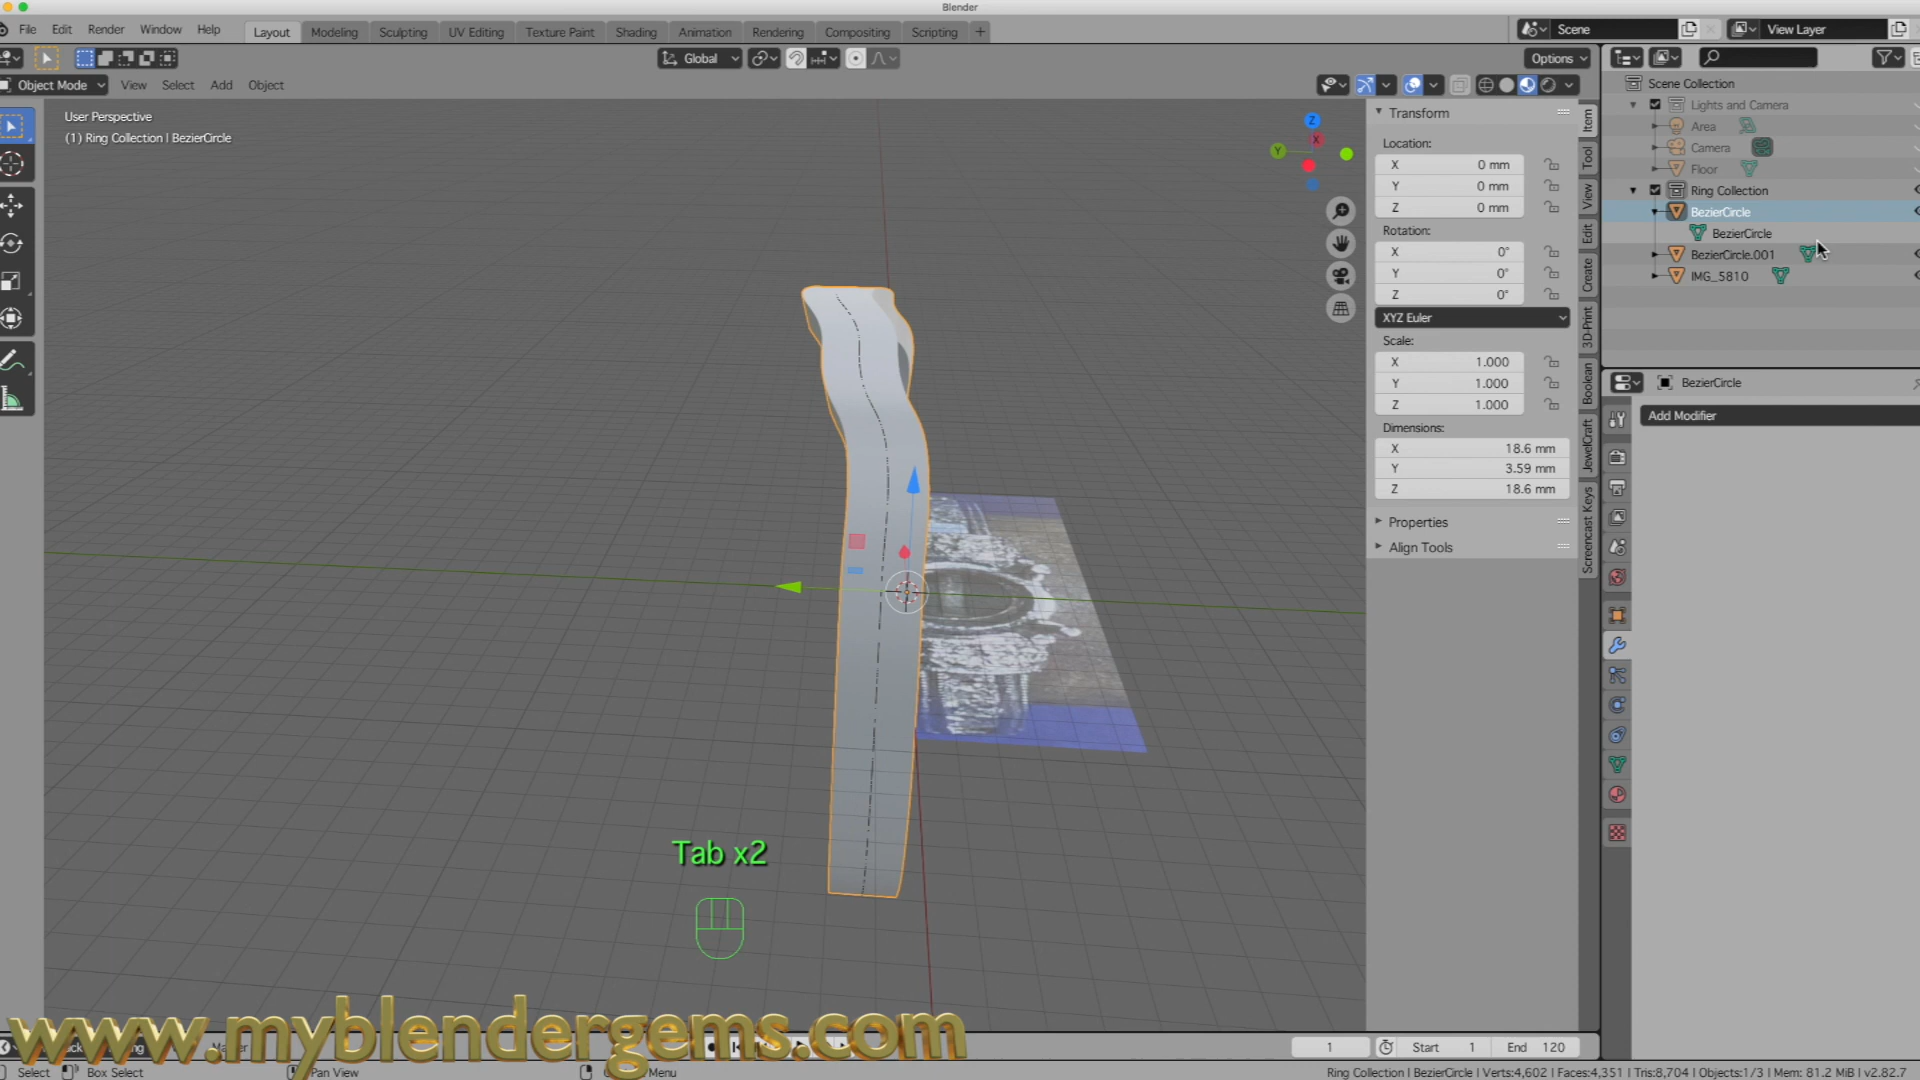 Blender
File Edit Render Window Help Layout Modeling Sculpting UV Editing Texture Paint Shading Animation Rendering Compositing Scripting + Scene View Layer
Global Options
Object Mode View Select Add Object
User Perspective
(1) Ring Collection | BezierCircle
Z
X
Y
Transform
Location:
X 0 mm
Y 0 mm
Z 0 mm
Rotation:
X 0°
Y 0°
Z 0°
XYZ Euler
Scale:
X 1.000
Y 1.000
Z 1.000
Dimensions:
X 18.6 mm
Y 3.59 mm
Z 18.6 mm
Properties
Align Tools
Item
Tool
View
Edit
Create
3D-Print
Boolean
JewelCraft
Screencast Keys
Scene Collection
Lights and Camera
Area
Camera
Floor
Ring Collection
BezierCircle
BezierCircle
BezierCircle.001
IMG_5810
BezierCircle
Add Modifier
Tab x2
www.myblendergems.com
1 Start 1 End 120
Select Box Select Pan View Menu
Ring Collection | BezierCircle | Verts:4,602 | Faces:4,351 | Tris:8,704 | Objects:1/3 | Mem: 81.2 MiB | v2.82.7